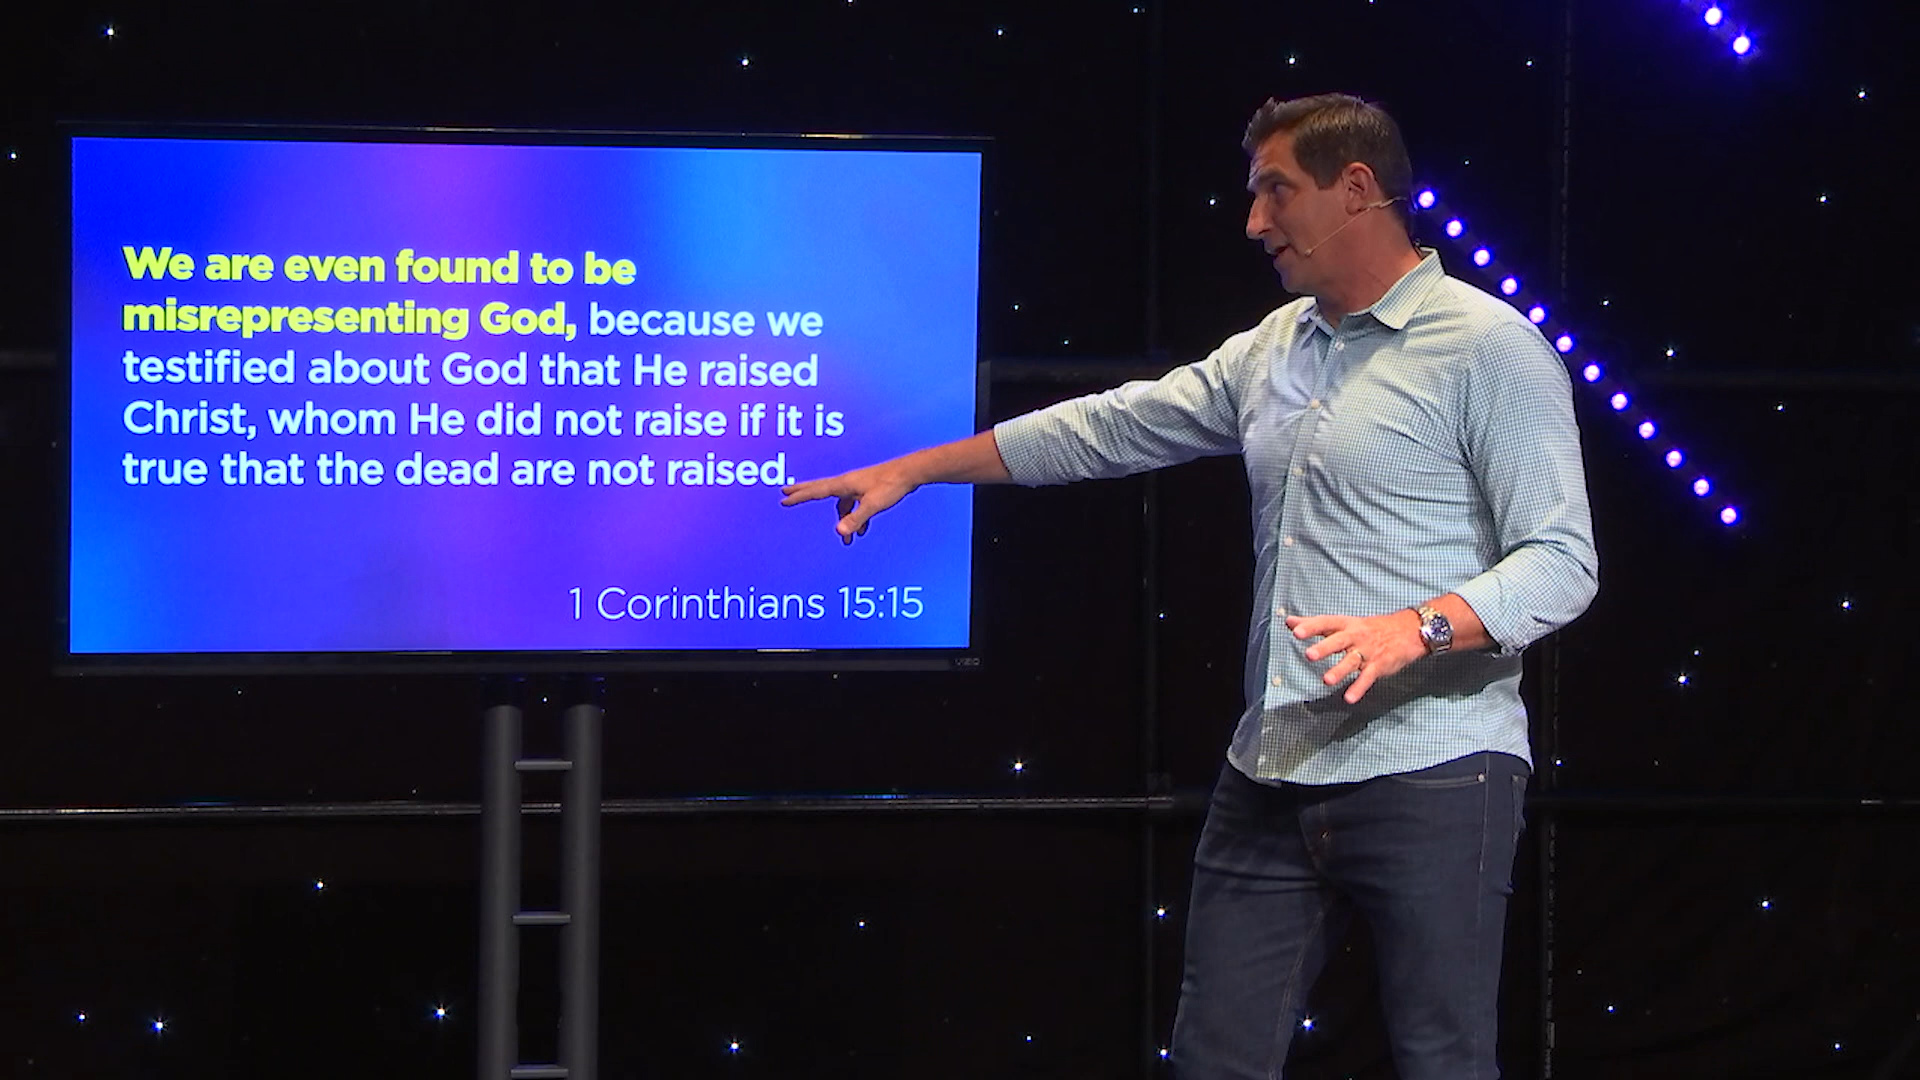 We are even found to be
misrepresenting God, because we
testified about God that He raised
Christ, whom He did not raise if it is
true that the dead are not raised.
1 Corinthians 15:15
VIZIO